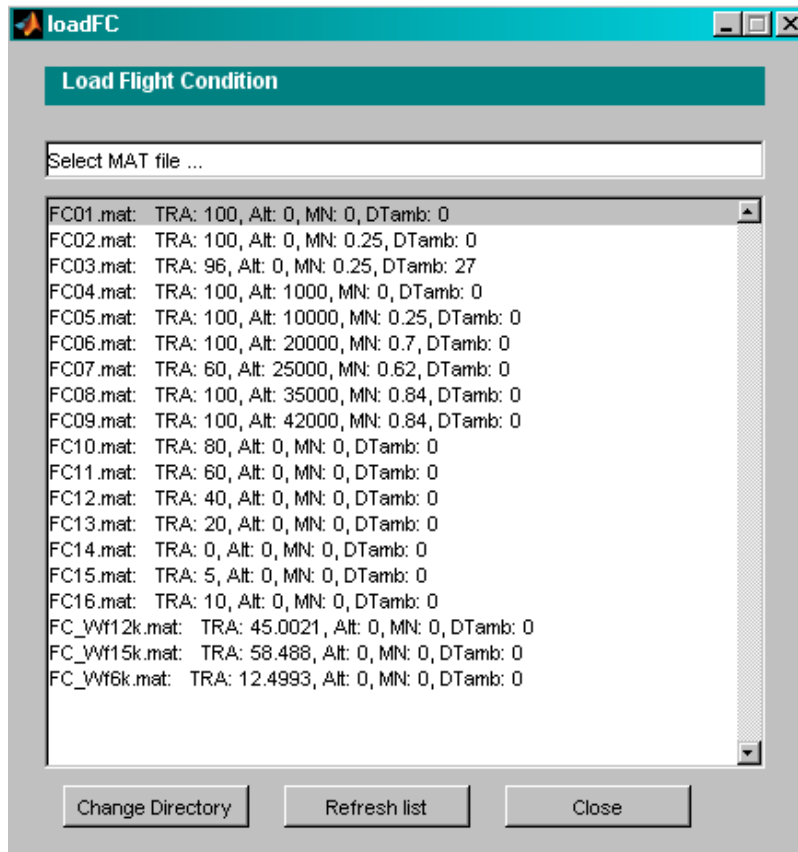 loadFC
Load Flight Condition
Select MAT file ...
FC01.mat: TRA: 100, Alt: 0, MN: 0, DTamb: 0
FC02.mat: TRA: 100, Alt: 0, MN: 0.25, DTamb: 0
FC03.mat: TRA: 96, Alt: 0, MN: 0.25, DTamb: 27
FC04.mat: TRA: 100, Alt: 1000, MN: 0, DTamb: 0
FC05.mat: TRA: 100, Alt: 10000, MN: 0.25, DTamb: 0
FC06.mat: TRA: 100, Alt: 20000, MN: 0.7, DTamb: 0
FC07.mat: TRA: 60, Alt: 25000, MN: 0.62, DTamb: 0
FC08.mat: TRA: 100, Alt: 35000, MN: 0.84, DTamb: 0
FC09.mat: TRA: 100, Alt: 42000, MN: 0.84, DTamb: 0
FC10.mat: TRA: 80, Alt: 0, MN: 0, DTamb: 0
FC11.mat: TRA: 60, Alt: 0, MN: 0, DTamb: 0
FC12.mat: TRA: 40, Alt: 0, MN: 0, DTamb: 0
FC13.mat: TRA: 20, Alt: 0, MN: 0, DTamb: 0
FC14.mat: TRA: 0, Alt: 0, MN: 0, DTamb: 0
FC15.mat: TRA: 5, Alt: 0, MN: 0, DTamb: 0
FC16.mat: TRA: 10, Alt: 0, MN: 0, DTamb: 0
FC_Wf12k.mat: TRA: 45.0021, Alt: 0, MN: 0, DTamb: 0
FC_Wf15k.mat: TRA: 58.488, Alt: 0, MN: 0, DTamb: 0
FC_Wf6k.mat: TRA: 12.4993, Alt: 0, MN: 0, DTamb: 0
Change Directory Refresh list Close